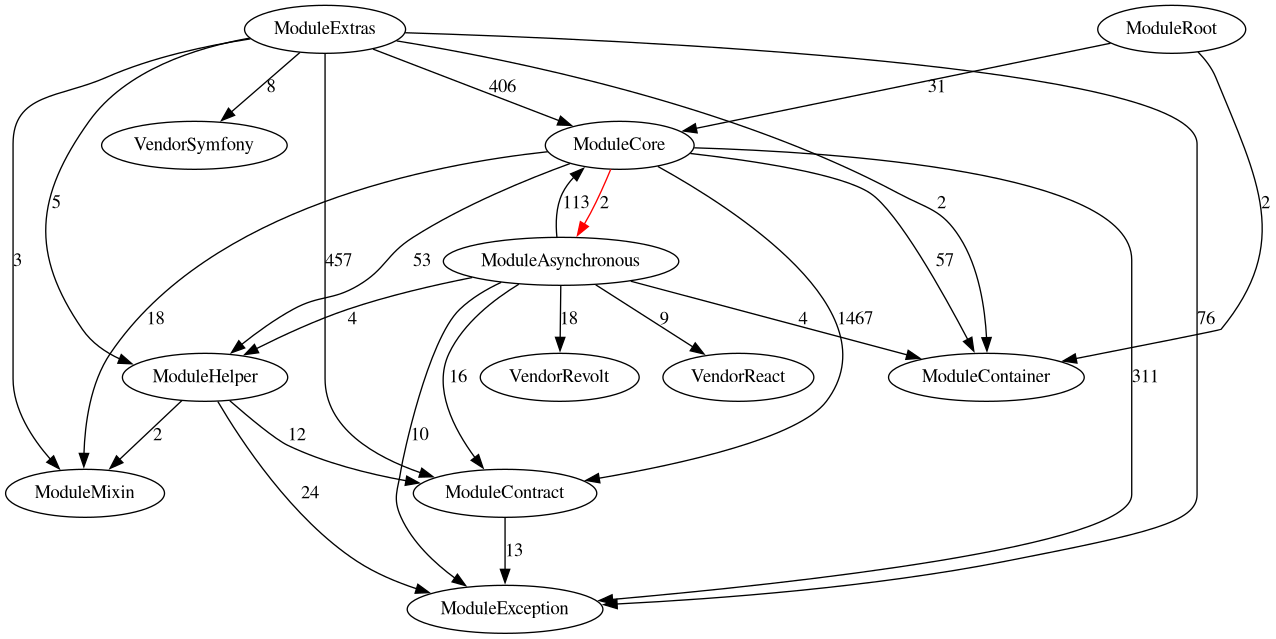 ModuleExtras
ModuleRoot
8
406
31
VendorSymfony
ModuleCore
5
113
2
2
2
3
457
53
ModuleAsynchronous
57
18
4
18
9
4
1467
76
ModuleHelper
VendorRevolt
VendorReact
ModuleContainer
16
311
2
12
10
24
ModuleMixin
ModuleContract
13
ModuleException